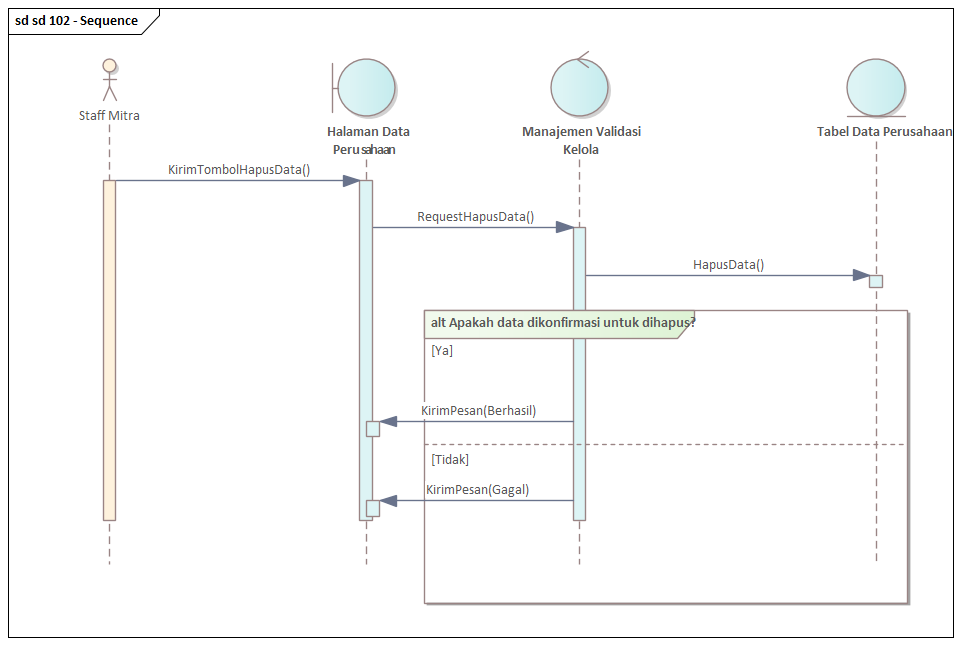 sd sd 102 - Sequence
Staff Mitra
Halaman Data
Perusahaan
Manajemen Validasi
Kelola
Tabel Data Perusahaan
KirimTombolHapusData()
RequestHapusData()
HapusData()
alt Apakah data dikonfirmasi untuk dihapus?
[Ya]
KirimPesan(Berhasil)
[Tidak]
KirimPesan(Gagal)